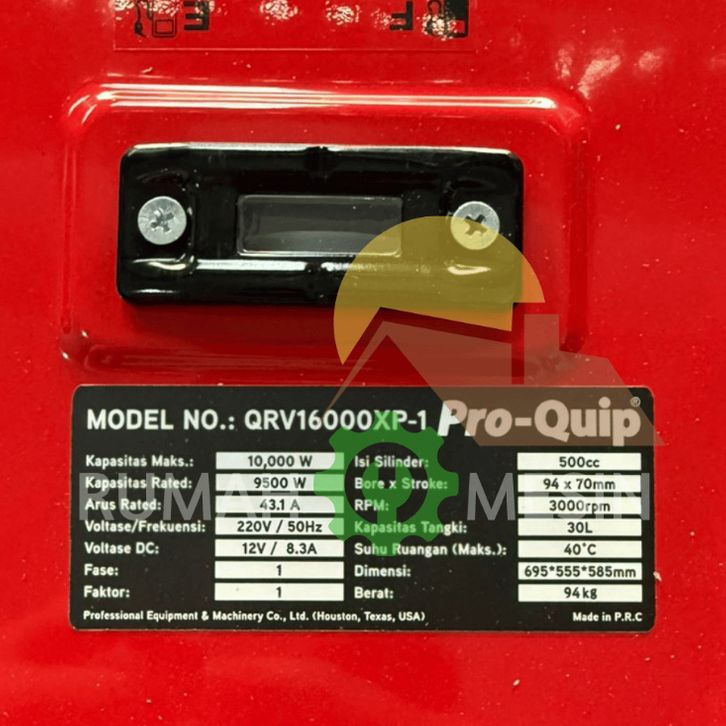 E F
MODEL NO.: QRV16000XP-1 Pro-Quip®
Kapasitas Maks.: 10,000 W Isi Silinder: 500cc
Kapasitas Rated: 9500 W Bore x Stroke: 94 x 70mm
Arus Rated: 43.1 A RPM: 3000rpm
Voltase/Frekuensi: 220V / 50Hz Kapasitas Tangki: 30L
Voltase DC: 12V / 8.3A Suhu Ruangan (Maks.): 40°C
Fase: 1 Dimensi: 695*555*585mm
Faktor: 1 Berat: 94kg
Professional Equipment & Machinery Co., Ltd. (Houston, Texas, USA) Made in P.R.C
RUMAH MESIN